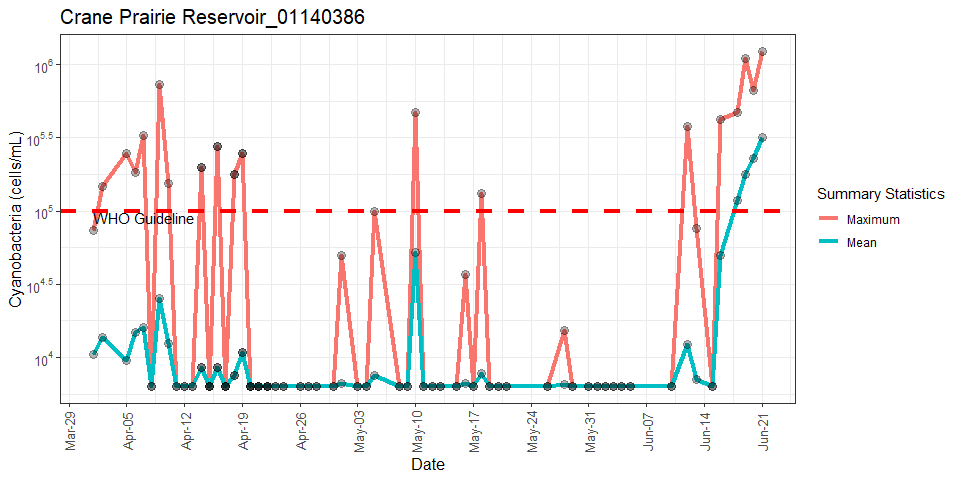 Crane Prairie Reservoir_01140386
Cyanobacteria (cells/mL)
10^6
10^5.5
10^5
10^4.5
10^4
WHO Guideline
Mar-29
Apr-05
Apr-12
Apr-19
Apr-26
May-03
May-10
May-17
May-24
May-31
Jun-07
Jun-14
Jun-21
Date
Summary Statistics
Maximum
Mean